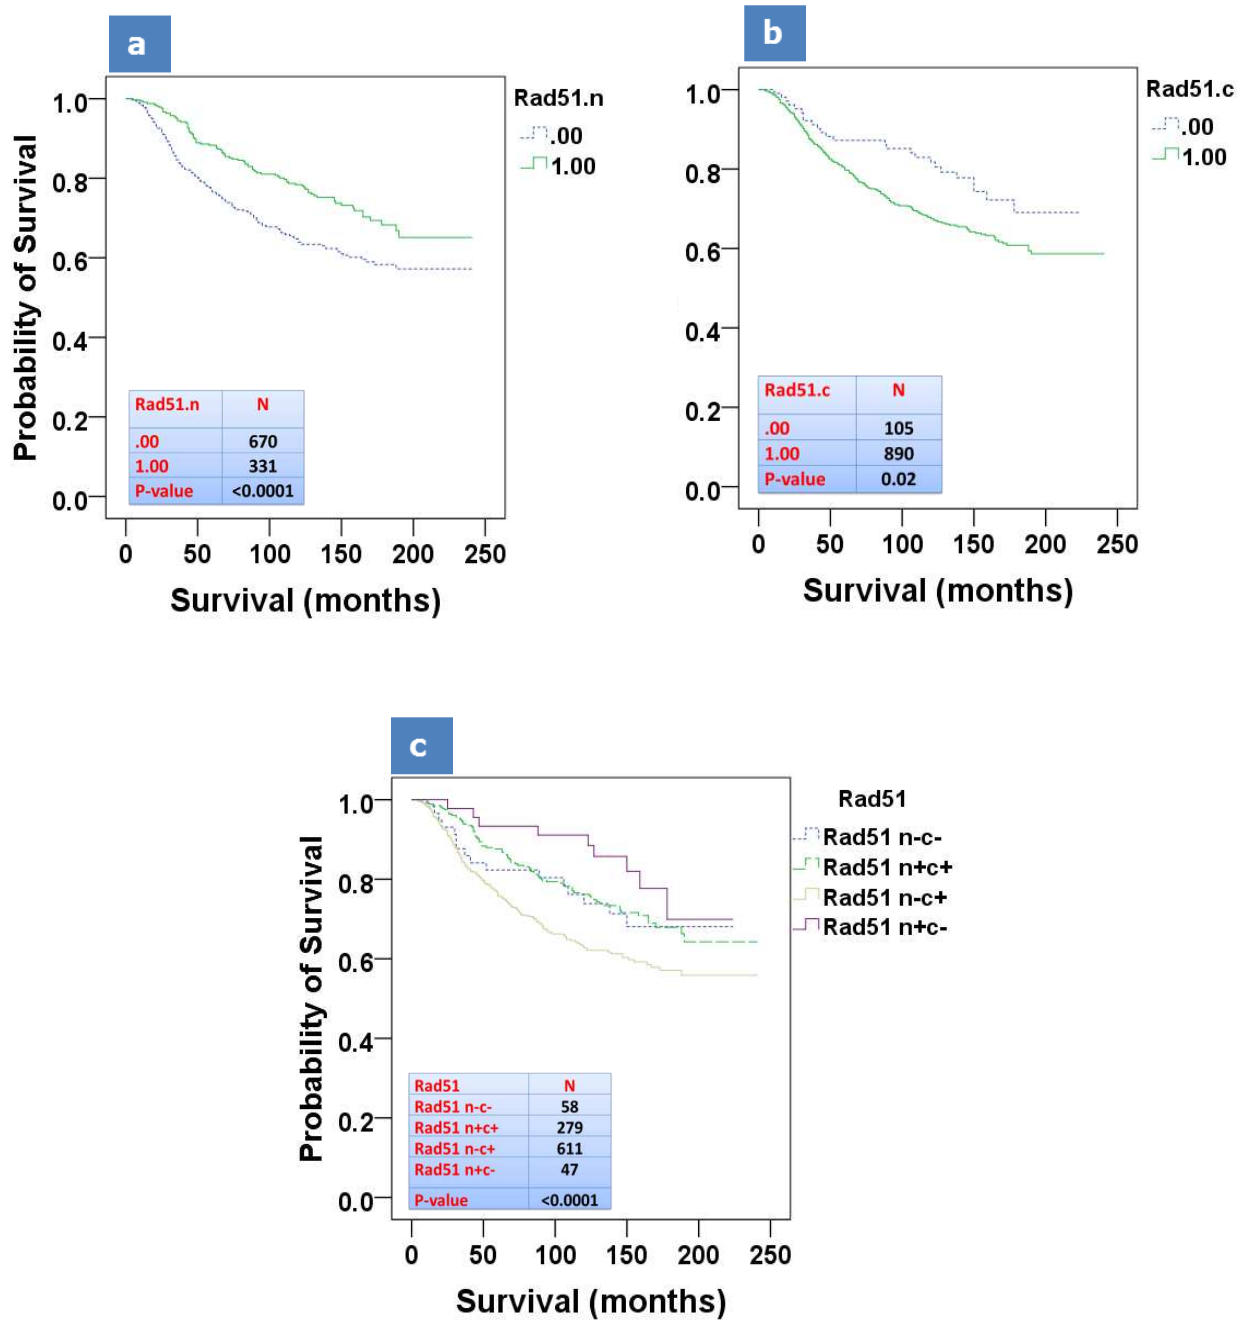 a
Rad51.n
.00
1.00
Probability of Survival
1.0
0.8
0.6
0.4
0.2
0.0
Rad51.n N
.00 670
1.00 331
P-value <0.0001
0 50 100 150 200 250
Survival (months)
b
Rad51.c
.00
1.00
1.0
0.8
0.6
0.4
0.2
0.0
Rad51.c N
.00 105
1.00 890
P-value 0.02
0 50 100 150 200 250
Survival (months)
c
Rad51
Rad51 n-c-
Rad51 n+c+
Rad51 n-c+
Rad51 n+c-
Probability of Survival
1.0
0.8
0.6
0.4
0.2
0.0
Rad51 N
Rad51 n-c- 58
Rad51 n+c+ 279
Rad51 n-c+ 611
Rad51 n+c- 47
P-value <0.0001
0 50 100 150 200 250
Survival (months)